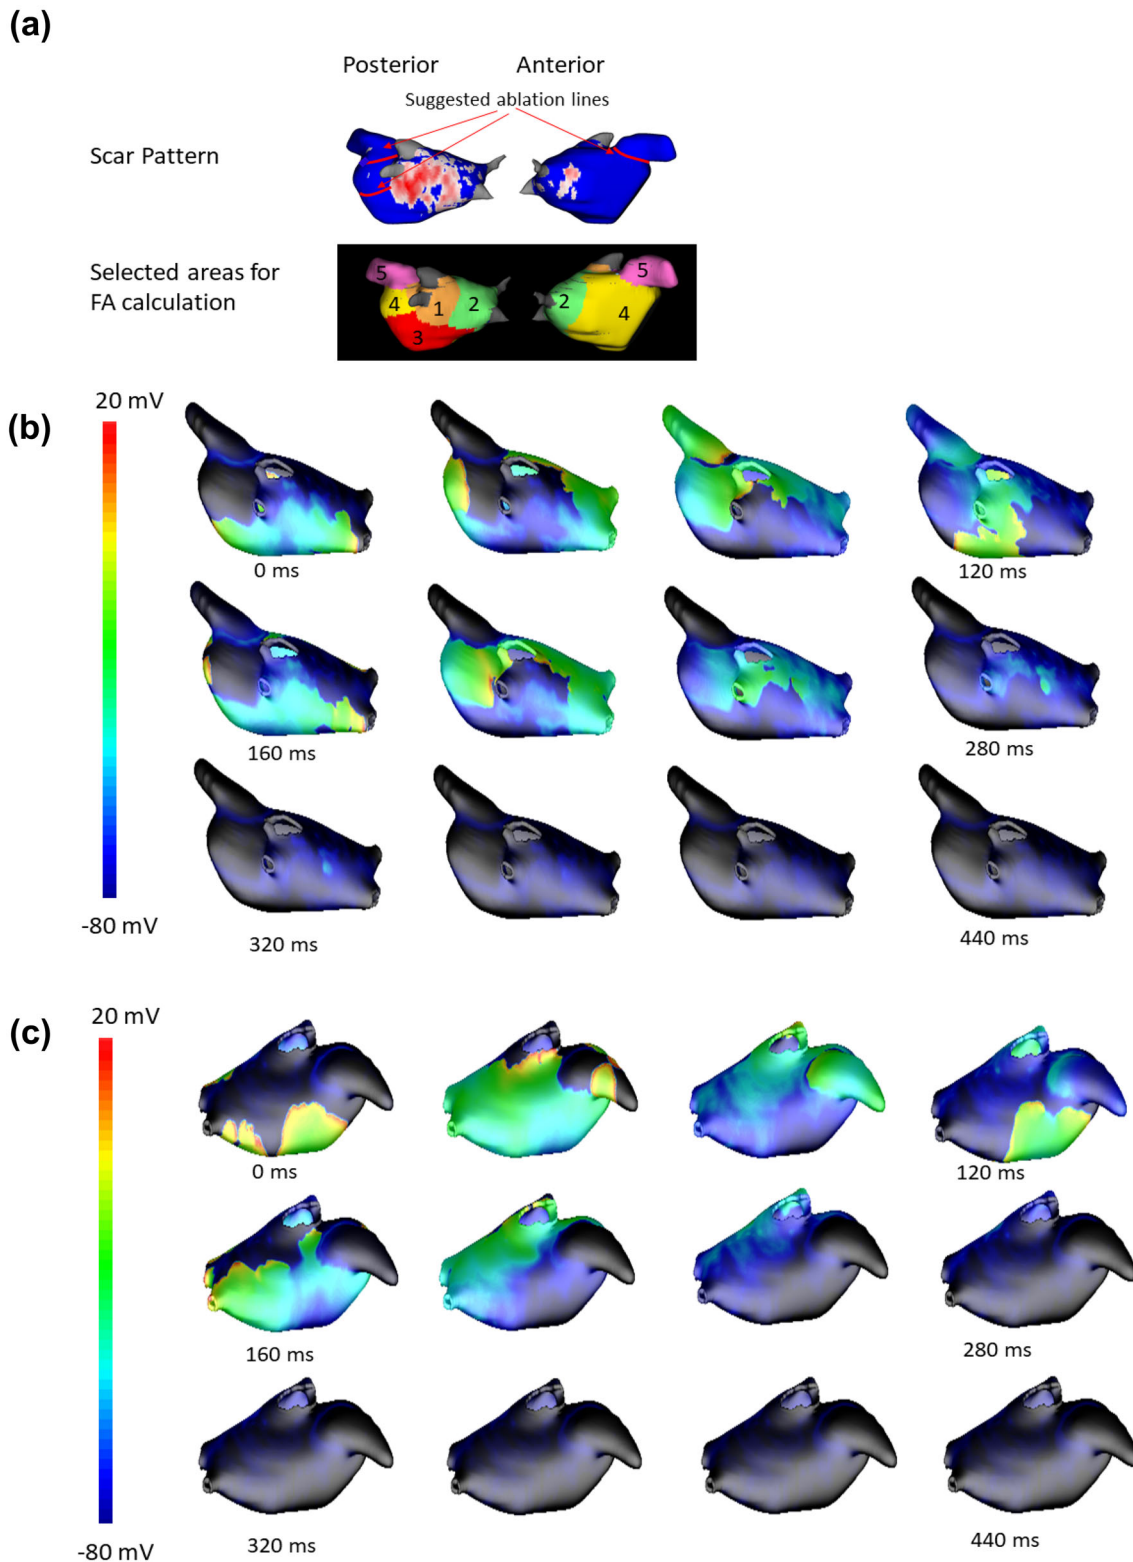 (a)
Posterior Anterior
Suggested ablation lines
Scar Pattern
Selected areas for
FA calculation
5 4 1 2 3
5 2 4
(b)
20 mV
0 ms 120 ms
160 ms 280 ms
-80 mV
320 ms 440 ms
(c)
20 mV
0 ms 120 ms
160 ms 280 ms
320 ms 440 ms
-80 mV